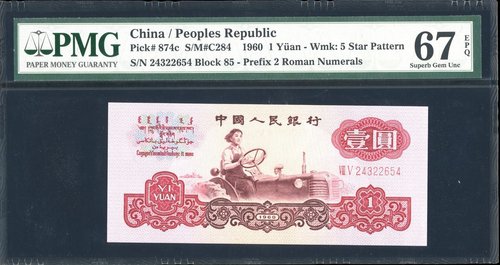 PMG
PAPER MONEY GUARANTY
China / Peoples Republic
Pick# 874c S/M#C284 1960 1 Yüan - Wmk: 5 Star Pattern
S/N 24322654 Block 85 - Prefix 2 Roman Numerals
67 EPQ
Superb Gem Unc
中國人民銀行
壹圓
VIII V 24322654
YI
YUAN
1960
1